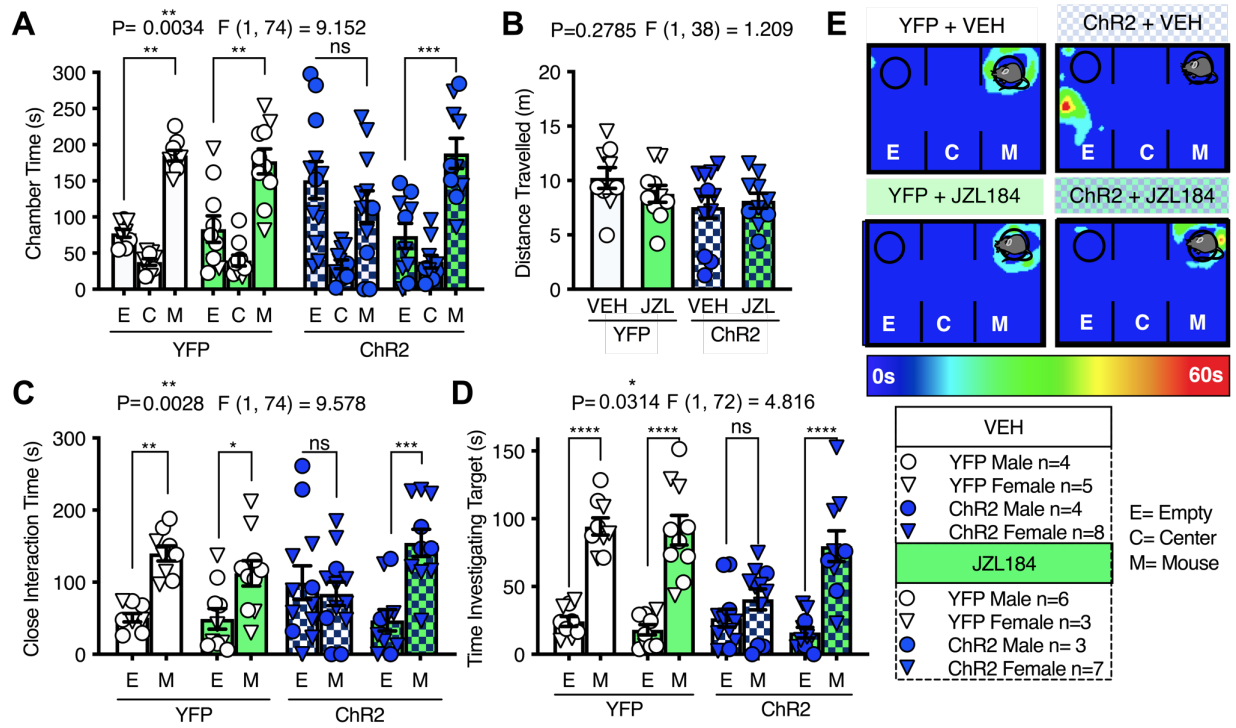 A
**
P= 0.0034 F (1, 74) = 9.152
** ** ns ***
Chamber Time (s)
300
250
200
150
100
50
0
E C M E C M E C M E C M
YFP ChR2
B
P=0.2785 F (1, 38) = 1.209
Distance Travelled (m)
20
15
10
5
0
VEH JZL VEH JZL
YFP ChR2
E
YFP + VEH ChR2 + VEH
E C M E C M
YFP + JZL184 ChR2 + JZL184
E C M E C M
0s 60s
C
**
P= 0.0028 F (1, 74) = 9.578
** * ns ***
Close Interaction Time (s)
300
200
100
0
E M E M E M E M
YFP ChR2
D
*
P= 0.0314 F (1, 72) = 4.816
**** **** ns ****
Time Investigating Target (s)
150
100
50
0
E M E M E M E M
YFP ChR2
VEH
YFP Male n=4
YFP Female n=5
ChR2 Male n=4
ChR2 Female n=8
JZL184
YFP Male n=6
YFP Female n=3
ChR2 Male n= 3
ChR2 Female n=7
E= Empty
C= Center
M= Mouse